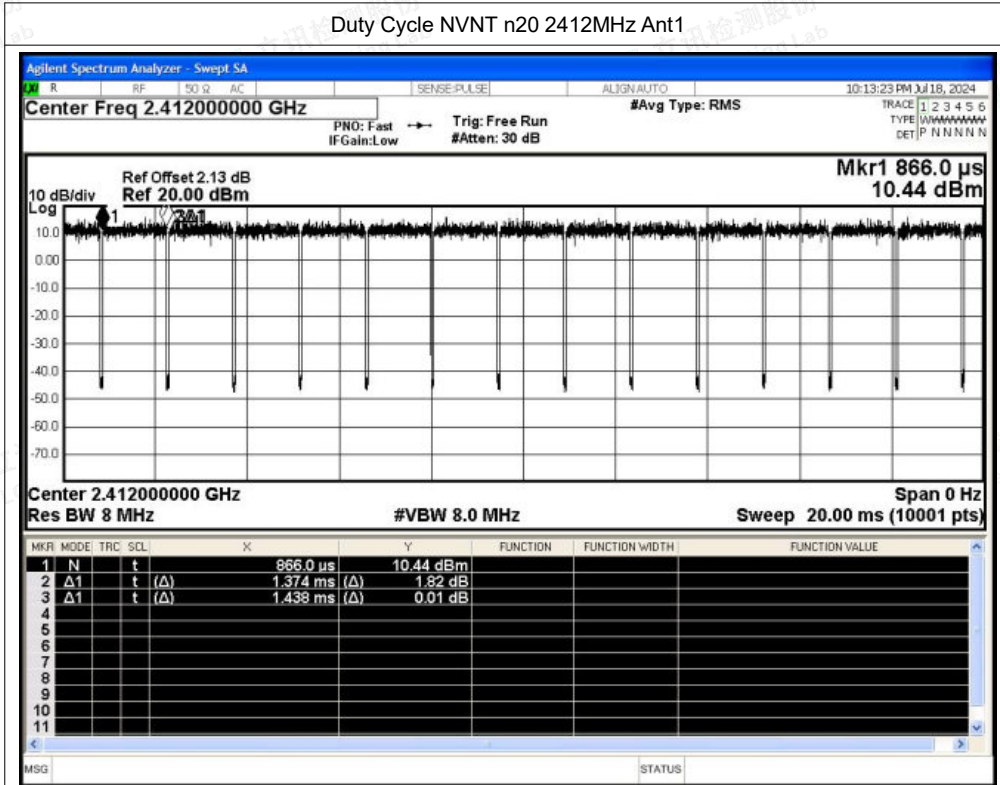 Duty Cycle NVNT n20 2412MHz Ant1
Agilent Spectrum Analyzer - Swept SA
R RF 50 Ω AC SENSE:PULSE ALIGNAUTO 10:13:23 PM Jul 18, 2024
Center Freq 2.412000000 GHz #Avg Type: RMS TRACE 1 2 3 4 5 6
PNO: Fast Trig: Free Run TYPE
IFGain:Low #Atten: 30 dB DET P N N N N N
Mkr1 866.0 µs
Ref Offset 2.13 dB
10 dB/div Ref 20.00 dBm 10.44 dBm
Log
1 3Δ1
10.0
0.00
-10.0
-20.0
-30.0
-40.0
-50.0
-60.0
-70.0
Center 2.412000000 GHz Span 0 Hz
Res BW 8 MHz #VBW 8.0 MHz Sweep 20.00 ms (10001 pts)
MKR MODE TRC SCL X Y FUNCTION FUNCTION WIDTH FUNCTION VALUE
1 N t 866.0 µs 10.44 dBm
2 Δ1 t (Δ) 1.374 ms (Δ) 1.82 dB
3 Δ1 t (Δ) 1.438 ms (Δ) 0.01 dB
4
5
6
7
8
9
10
11
MSG STATUS